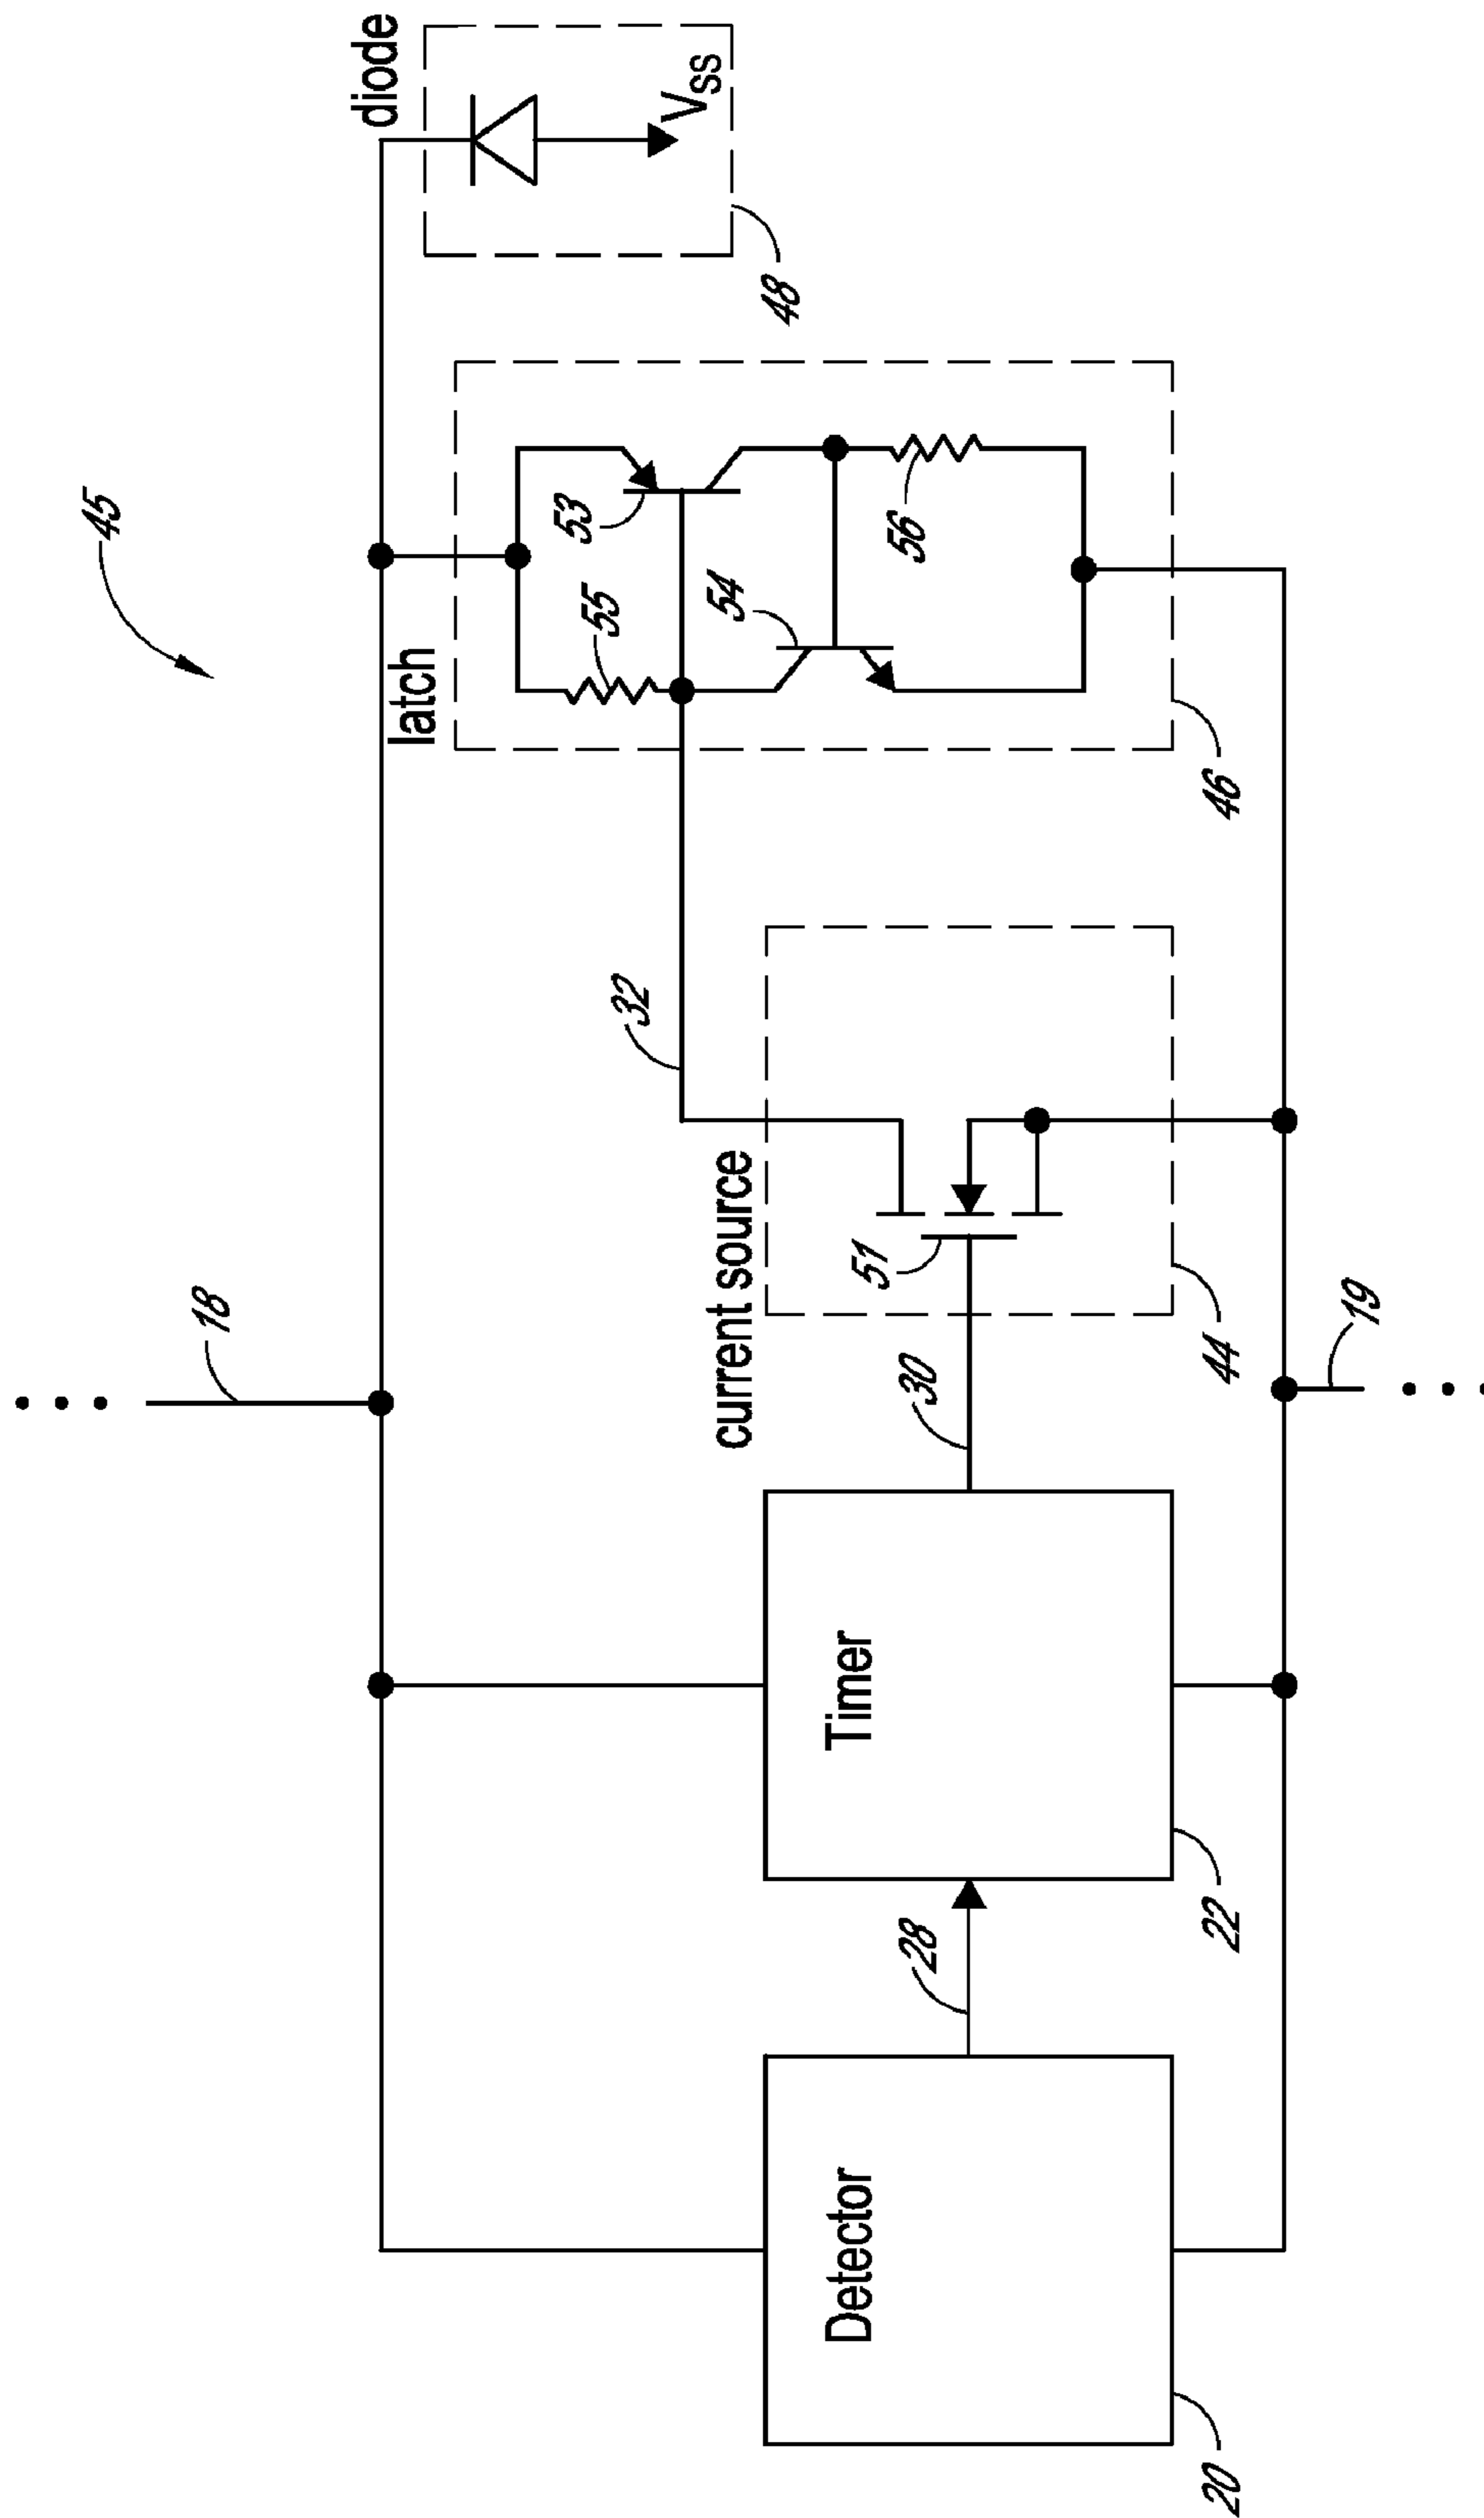 45
18
diode
latch
53
55
32
54
VSS
48
current source
56
51
30
28
Detector
Timer
20
22
44
46
19